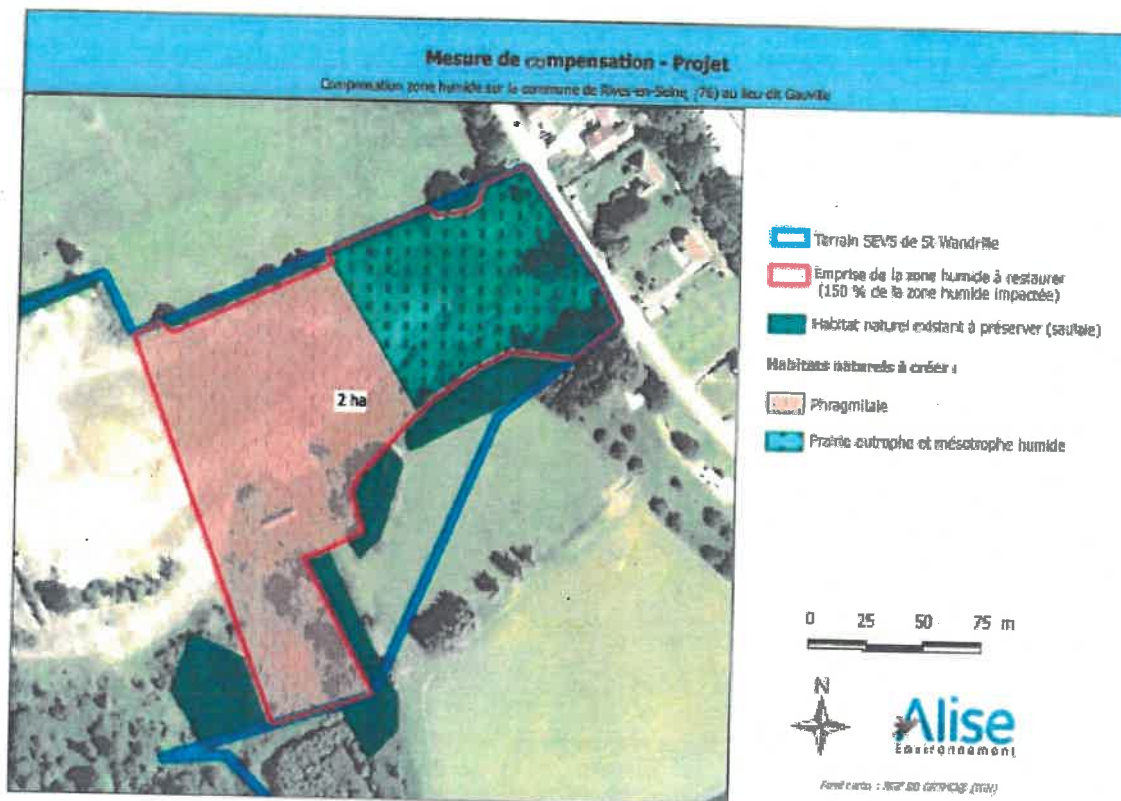 Mesure de compensation - Projet
Compensation zone humide sur la commune de Rives-en-Seine (76) au lieu-dit Gauville
2 ha
Terrain SEVS de St Wandrille
Emprise de la zone humide à restaurer
(150 % de la zone humide impactée)
Habitat naturel existant à préserver (saulaie)
Habitats naturels à créer :
Phragmitaie
Prairie eutrophe et mésotrophe humide
0 25 50 75 m
N
Alise
Environnement
Fond carto :